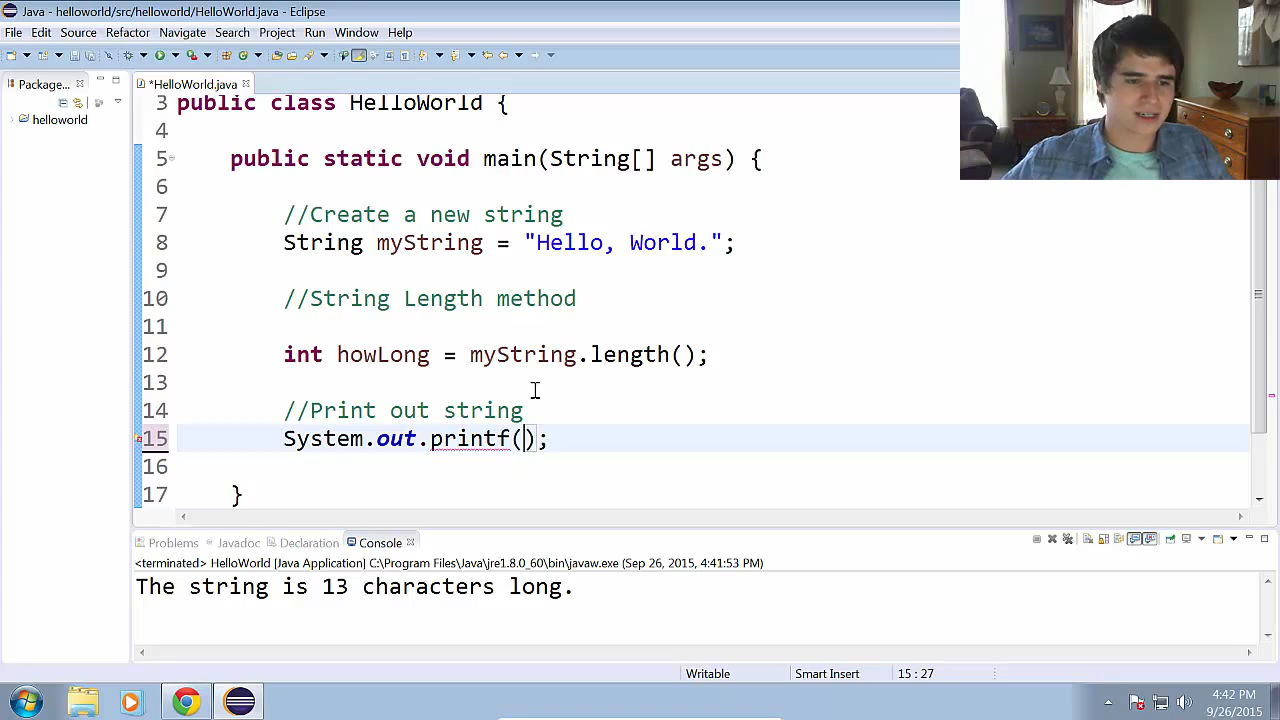 Java - helloworld/src/helloworld/HelloWorld.java - Eclipse
File Edit Source Refactor Navigate Search Project Run Window Help
Package... *HelloWorld.java
helloworld
3 public class HelloWorld {
4
5 public static void main(String[] args) {
6
7 //Create a new string
8 String myString = "Hello, World.";
9
10 //String Length method
11
12 int howLong = myString.length();
13
14 //Print out string
15 System.out.printf();
16
17 }
Problems Javadoc Declaration Console
<terminated> HelloWorld [Java Application] C:\Program Files\Java\jre1.8.0_60\bin\javaw.exe (Sep 26, 2015, 4:41:53 PM)
The string is 13 characters long.
Writable Smart Insert 15 : 27
4:42 PM
9/26/2015